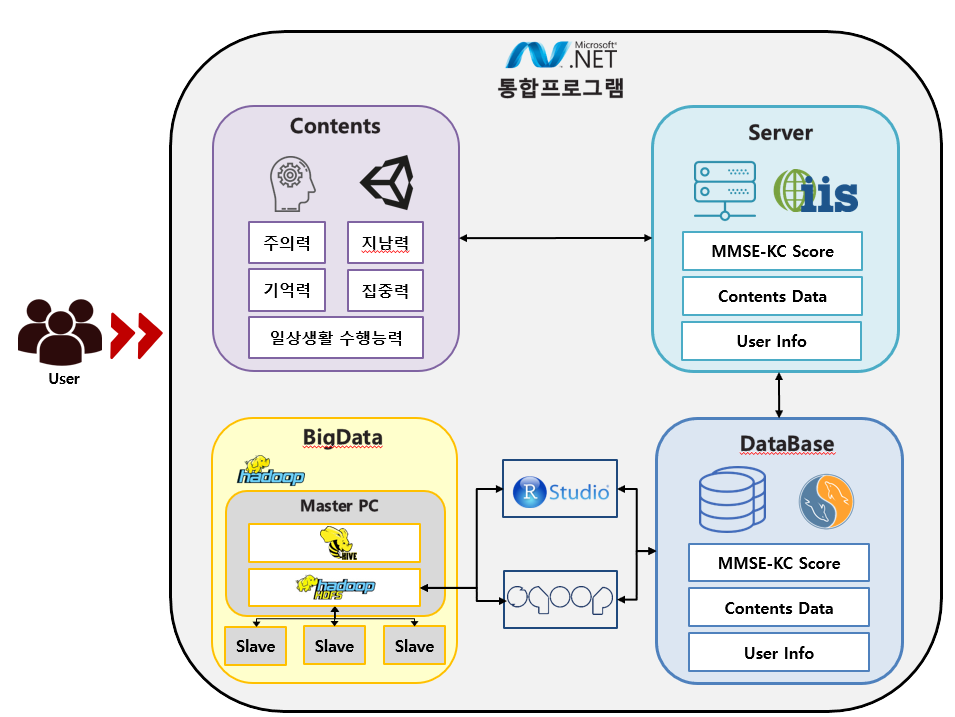 Microsoft®
.NET
통합프로그램
Contents
주의력
지남력
기억력
집중력
일상생활 수행능력
Server
iis
MMSE-KC Score
Contents Data
User Info
User
BigData
hadoop
Master PC
HIVE
hadoop
HDFS
Slave
Slave
Slave
R Studio
sqoop
DataBase
MMSE-KC Score
Contents Data
User Info